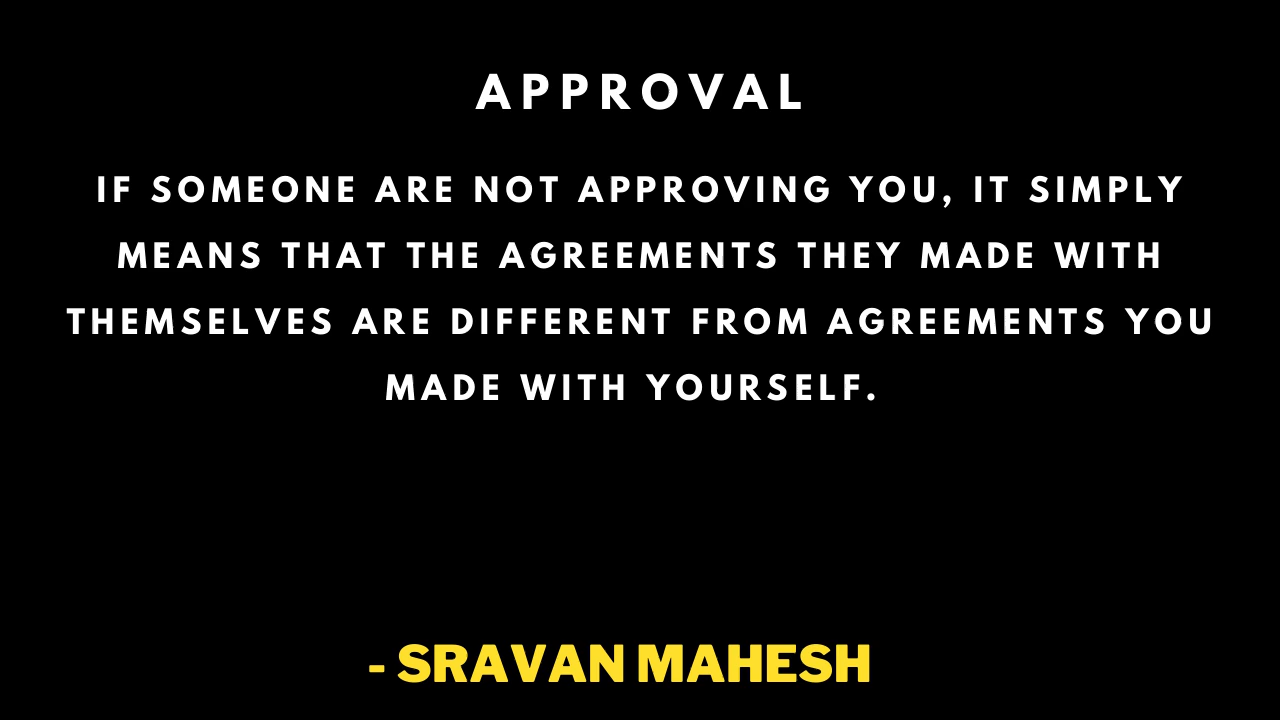 APPROVAL
IF SOMEONE ARE NOT APPROVING YOU, IT SIMPLY
MEANS THAT THE AGREEMENTS THEY MADE WITH
THEMSELVES ARE DIFFERENT FROM AGREEMENTS YOU
MADE WITH YOURSELF.
- SRAVAN MAHESH